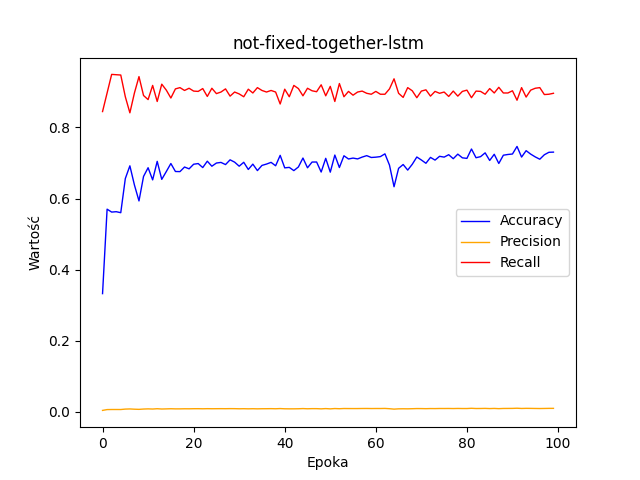 not-fixed-together-lstm
Wartość
0.8
0.6
0.4
0.2
0.0
Accuracy
Precision
Recall
0 20 40 60 80 100
Epoka